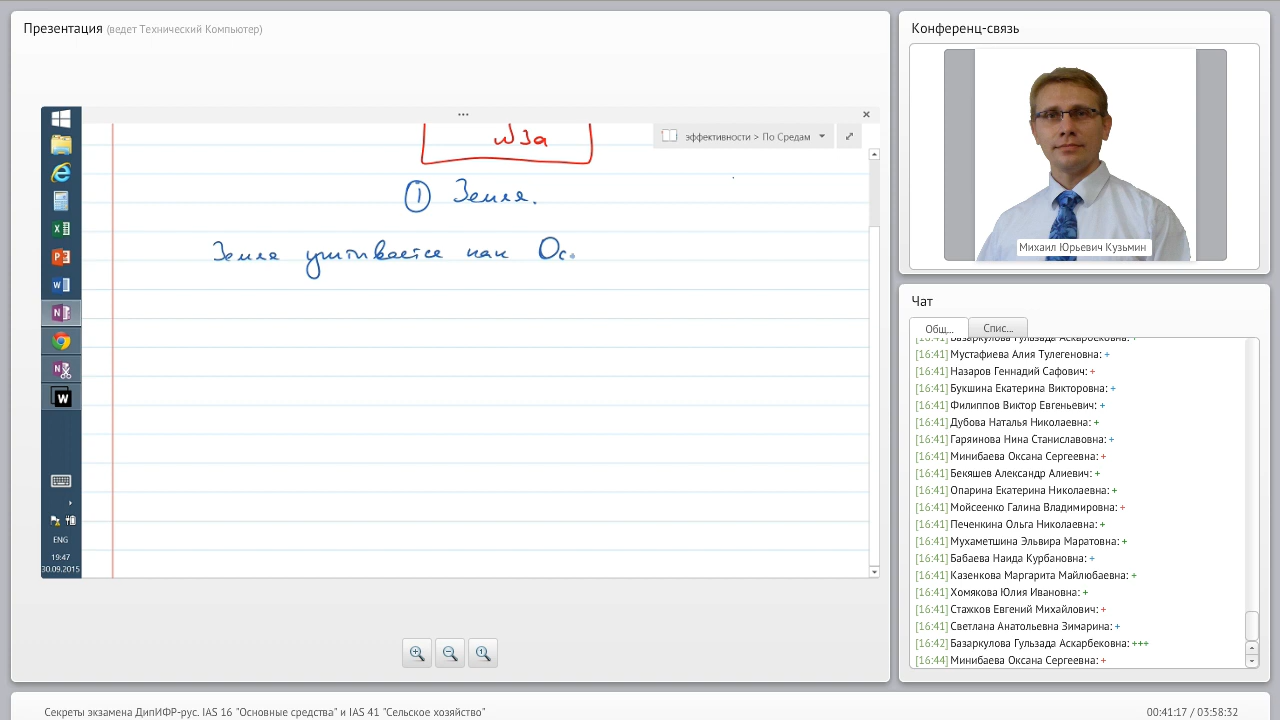 Презентация (ведет Технический Компьютер)
эффективности > По Средам
① Земля.
Земля учитывается как Ос.
ENG
19:47
30.09.2015
Конференц-связь
Михаил Юрьевич Кузьмин
Чат
Общ...
Спис...
[16:41] Базаркулова Гульзада Аскарбековна: +
[16:41] Мустафиева Алия Тулегеновна: +
[16:41] Назаров Геннадий Сафович: +
[16:41] Букшина Екатерина Викторовна: +
[16:41] Филиппов Виктор Евгеньевич: +
[16:41] Дубова Наталья Николаевна: +
[16:41] Гаряинова Нина Станиславовна: +
[16:41] Минибаева Оксана Сергеевна: +
[16:41] Бекяшев Александр Алиевич: +
[16:41] Опарина Екатерина Николаевна: +
[16:41] Мойсеенко Галина Владимировна: +
[16:41] Печенкина Ольга Николаевна: +
[16:41] Мухаметшина Эльвира Маратовна: +
[16:41] Бабаева Наида Курбановна: +
[16:41] Казенкова Маргарита Майлюбаевна: +
[16:41] Хомякова Юлия Ивановна: +
[16:41] Стажков Евгений Михайлович: +
[16:41] Светлана Анатольевна Зимарина: +
[16:42] Базаркулова Гульзада Аскарбековна: +++
[16:44] Минибаева Оксана Сергеевна: +
Секреты экзамена ДипИФР-рус. IAS 16 "Основные средства" и IAS 41 "Сельское хозяйство"
00:41:17 / 03:58:32